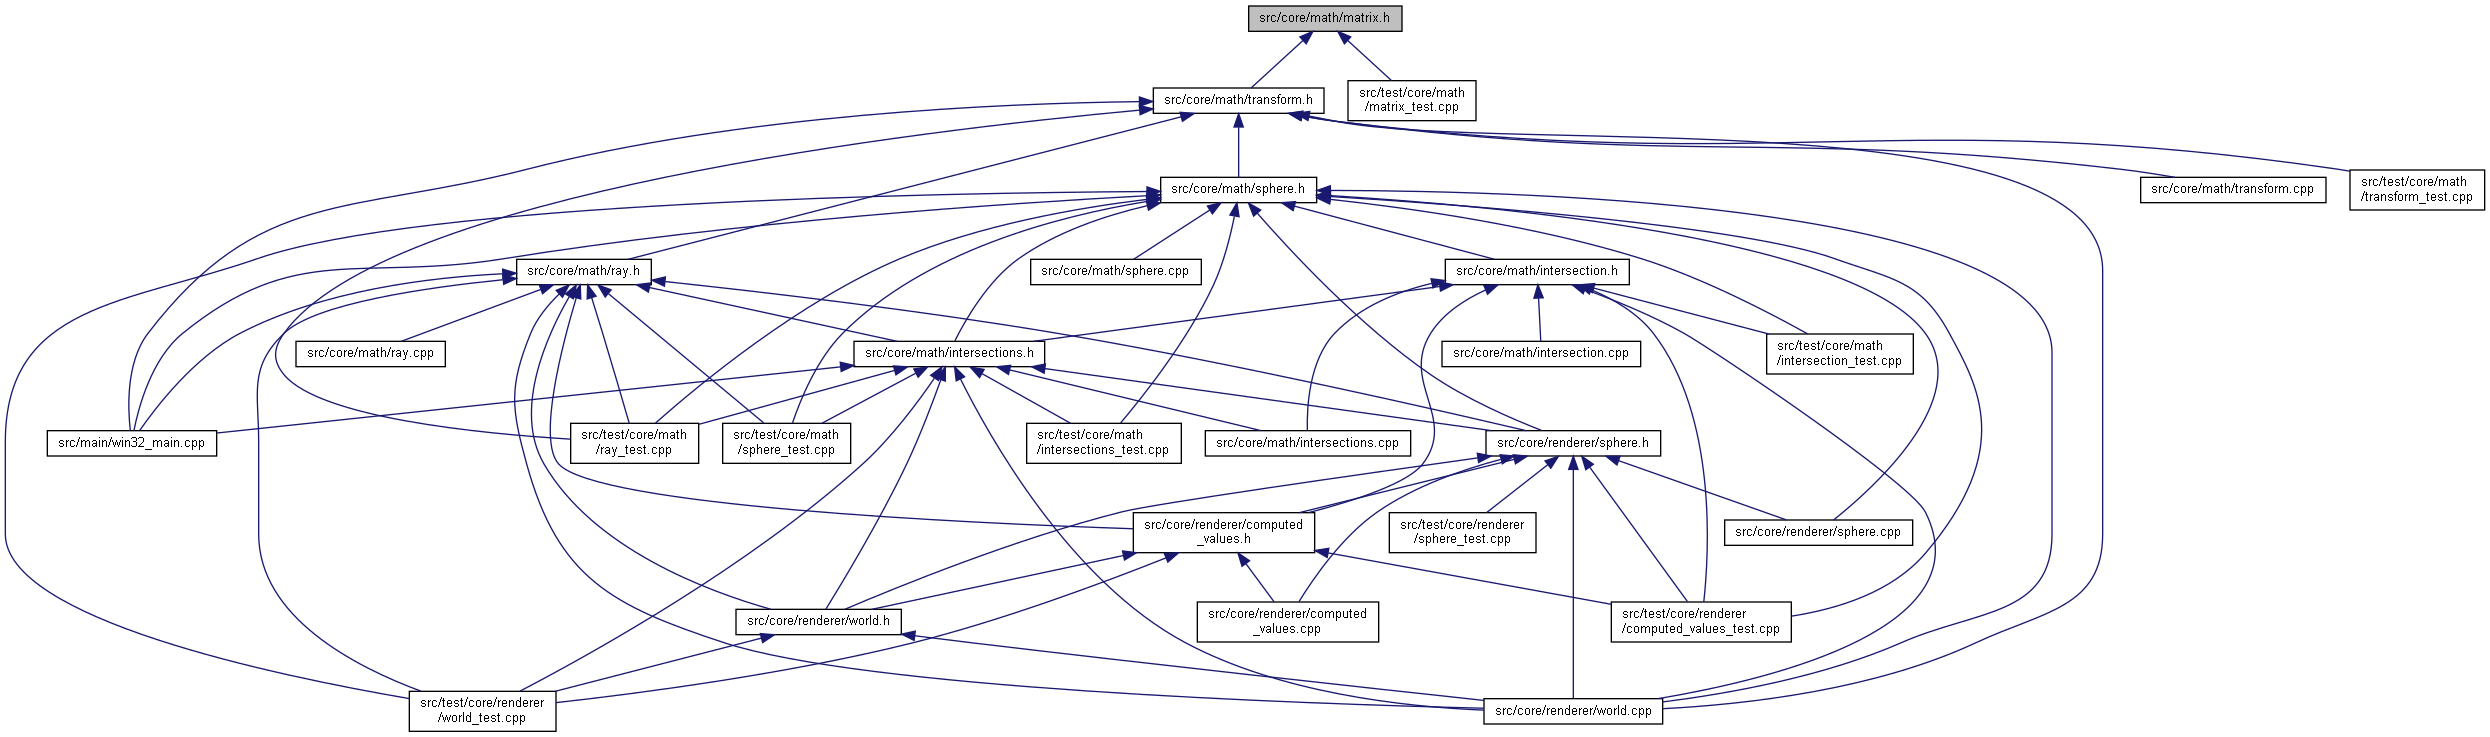 src/core/math/matrix.h
src/core/math/transform.h
src/test/core/math
/matrix_test.cpp
src/core/math/sphere.h
src/core/math/transform.cpp
src/test/core/math
/transform_test.cpp
src/core/math/ray.h
src/core/math/sphere.cpp
src/core/math/intersection.h
src/core/math/ray.cpp
src/core/math/intersections.h
src/core/math/intersection.cpp
src/test/core/math
/intersection_test.cpp
src/main/win32_main.cpp
src/test/core/math
/ray_test.cpp
src/test/core/math
/sphere_test.cpp
src/test/core/math
/intersections_test.cpp
src/core/math/intersections.cpp
src/core/renderer/sphere.h
src/core/renderer/computed
_values.h
src/test/core/renderer
/sphere_test.cpp
src/core/renderer/sphere.cpp
src/core/renderer/world.h
src/core/renderer/computed
_values.cpp
src/test/core/renderer
/computed_values_test.cpp
src/test/core/renderer
/world_test.cpp
src/core/renderer/world.cpp